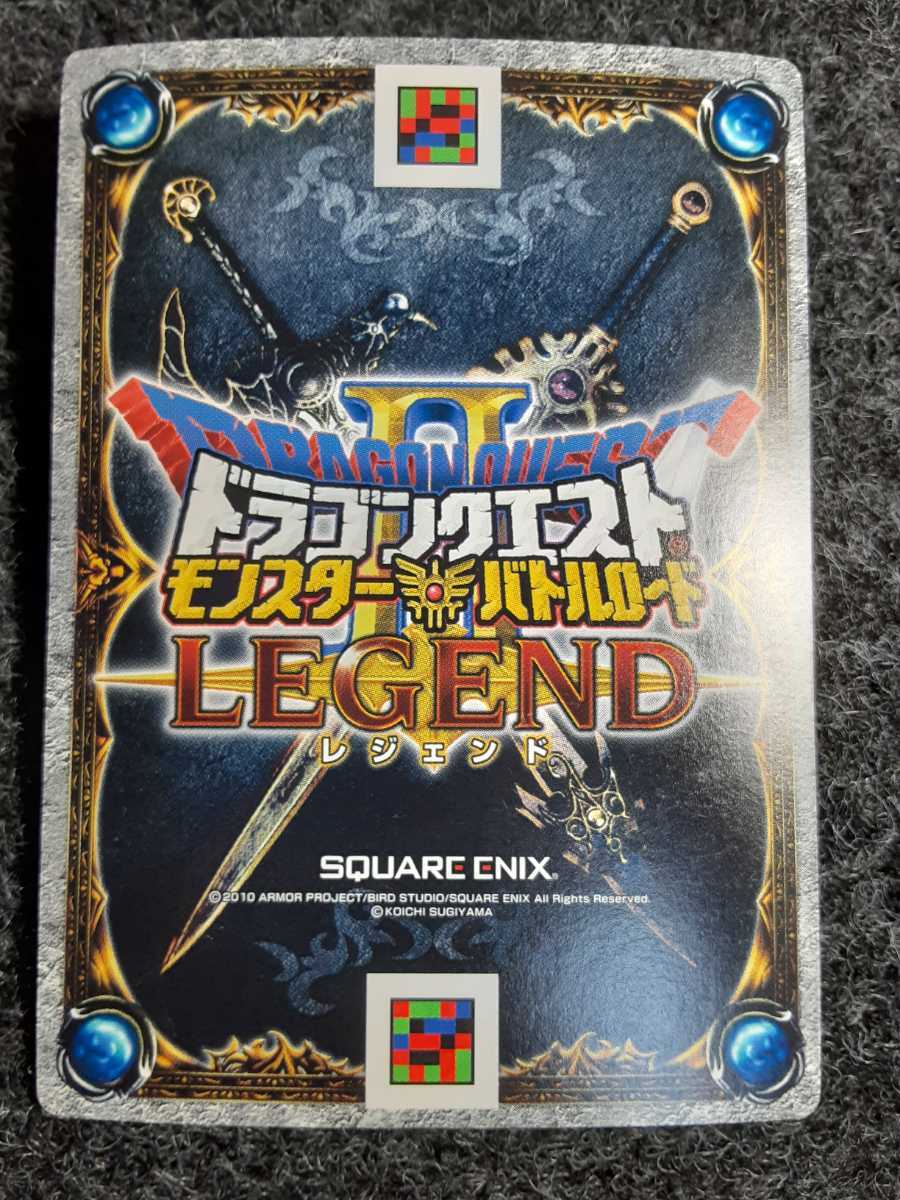 DRAGON QUEST
II
ドラゴンクエスト
モンスターバトルロード
LEGEND
レジェンド
SQUARE ENIX®
©2010 ARMOR PROJECT/BIRD STUDIO/SQUARE ENIX All Rights Reserved.
©KOICHI SUGIYAMA